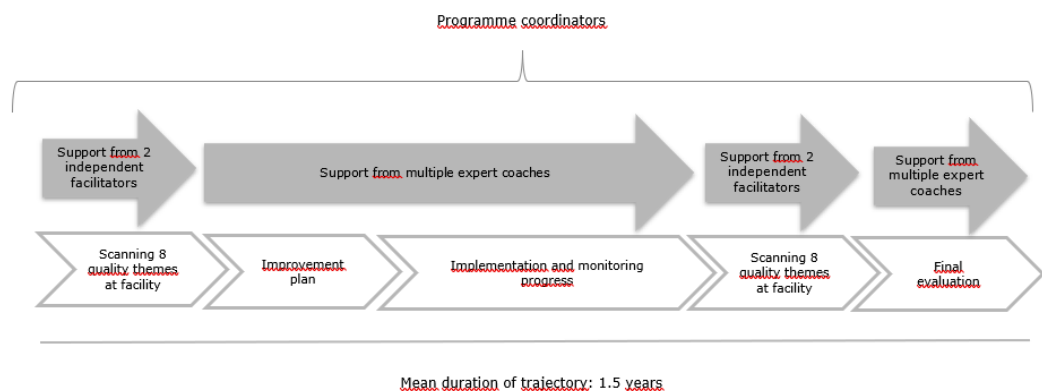 Programme coordinators
Support from 2
independent
facilitators
Support from multiple expert coaches
Support from 2
independent
facilitators
Support from
multiple expert
coaches
Scanning 8
quality themes
at facility
Improvement
plan
Implementation and monitoring
progress
Scanning 8
quality themes
at facility
Final
evaluation
Mean duration of trajectory: 1.5 years